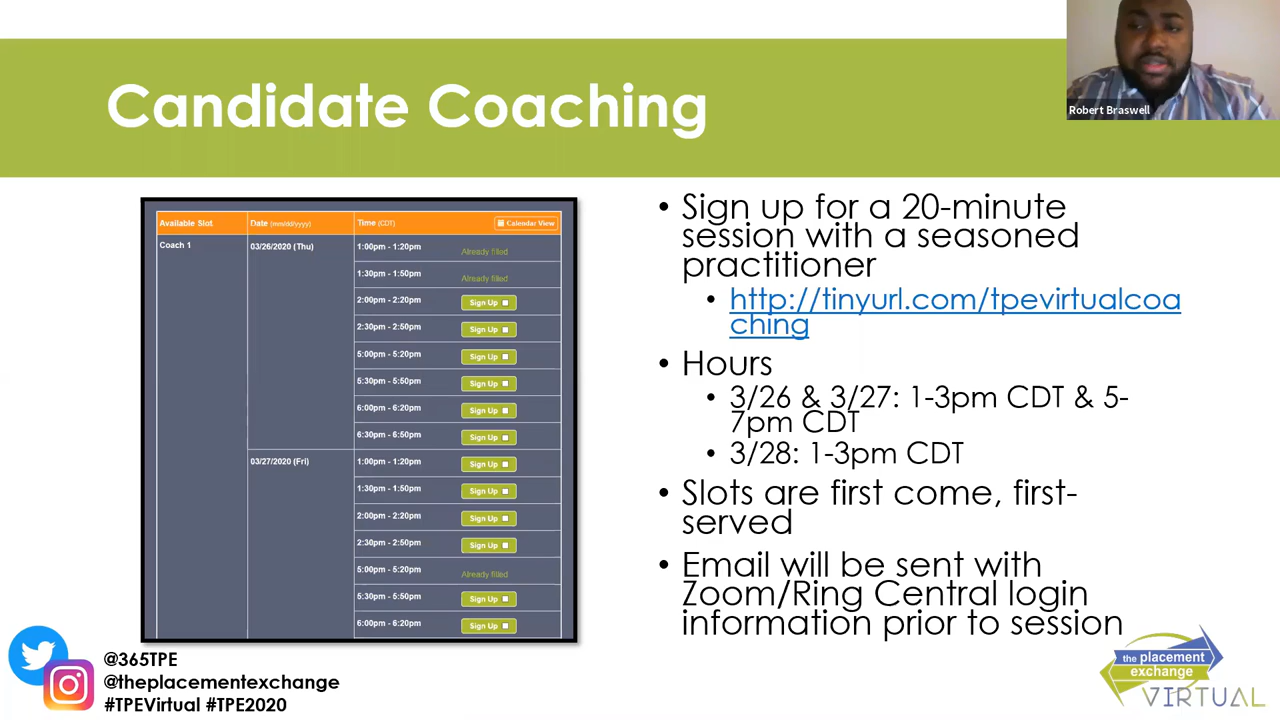 Candidate Coaching
Robert Braswell
Available Slot Date (mm/dd/yyyy) Time (CDT) Calendar View
Coach 1 03/26/2020 (Thu) 1:00pm - 1:20pm Already filled
1:30pm - 1:50pm Already filled
2:00pm - 2:20pm Sign Up
2:30pm - 2:50pm Sign Up
5:00pm - 5:20pm Sign Up
5:30pm - 5:50pm Sign Up
6:00pm - 6:20pm Sign Up
6:30pm - 6:50pm Sign Up
03/27/2020 (Fri) 1:00pm - 1:20pm Sign Up
1:30pm - 1:50pm Sign Up
2:00pm - 2:20pm Sign Up
2:30pm - 2:50pm Sign Up
5:00pm - 5:20pm Already filled
5:30pm - 5:50pm Sign Up
6:00pm - 6:20pm Sign Up
• Sign up for a 20-minute
session with a seasoned
practitioner
• http://tinyurl.com/tpevirtualcoa
ching
• Hours
• 3/26 & 3/27: 1-3pm CDT & 5-
7pm CDT
• 3/28: 1-3pm CDT
• Slots are first come, first-
served
• Email will be sent with
Zoom/Ring Central login
information prior to session
@365TPE
@theplacementexchange
#TPEVirtual #TPE2020
the placement
exchange
VIRTUAL